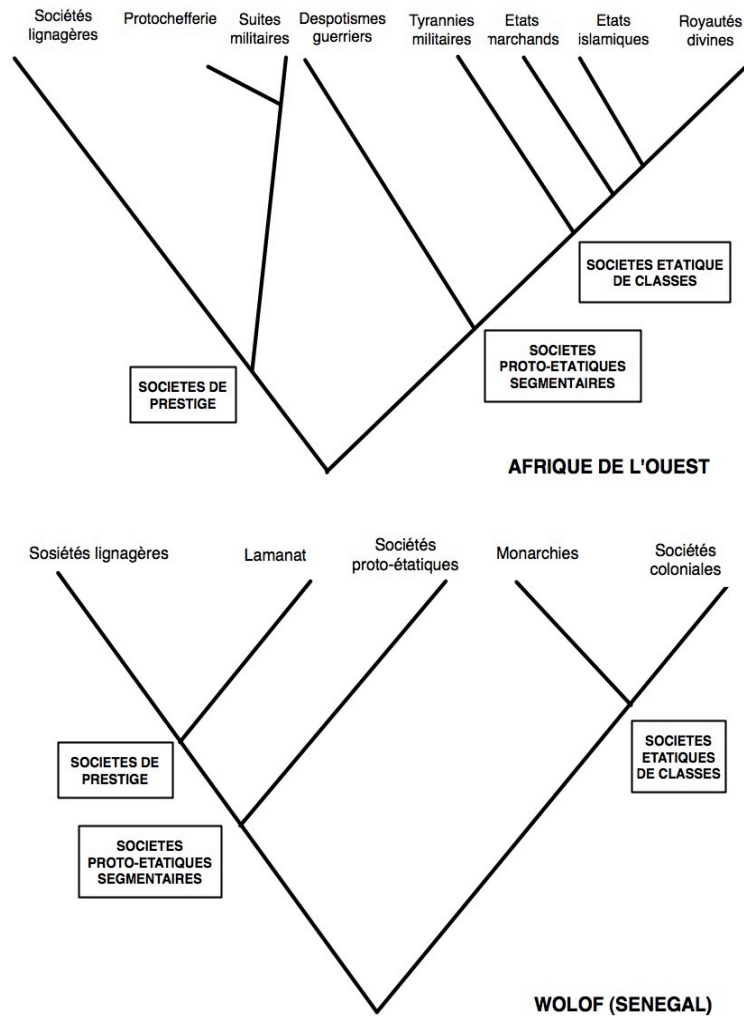 Sociétés
lignagères
Protochefferie
Suites
militaires
Despotismes
guerriers
Tyrannies
militaires
Etats
marchands
Etats
islamiques
Royautés
divines
SOCIETES ETATIQUE
DE CLASSES
SOCIETES
PROTO-ETATIQUES
SEGMENTAIRES
SOCIETES DE
PRESTIGE
AFRIQUE DE L'OUEST
Sosiétés lignagères
Lamanat
Sociétés
proto-étatiques
Monarchies
Sociétés
coloniales
SOCIETES DE
PRESTIGE
SOCIETES
ETATIQUES
DE CLASSES
SOCIETES
PROTO-ETATIQUES
SEGMENTAIRES
WOLOF (SENEGAL)